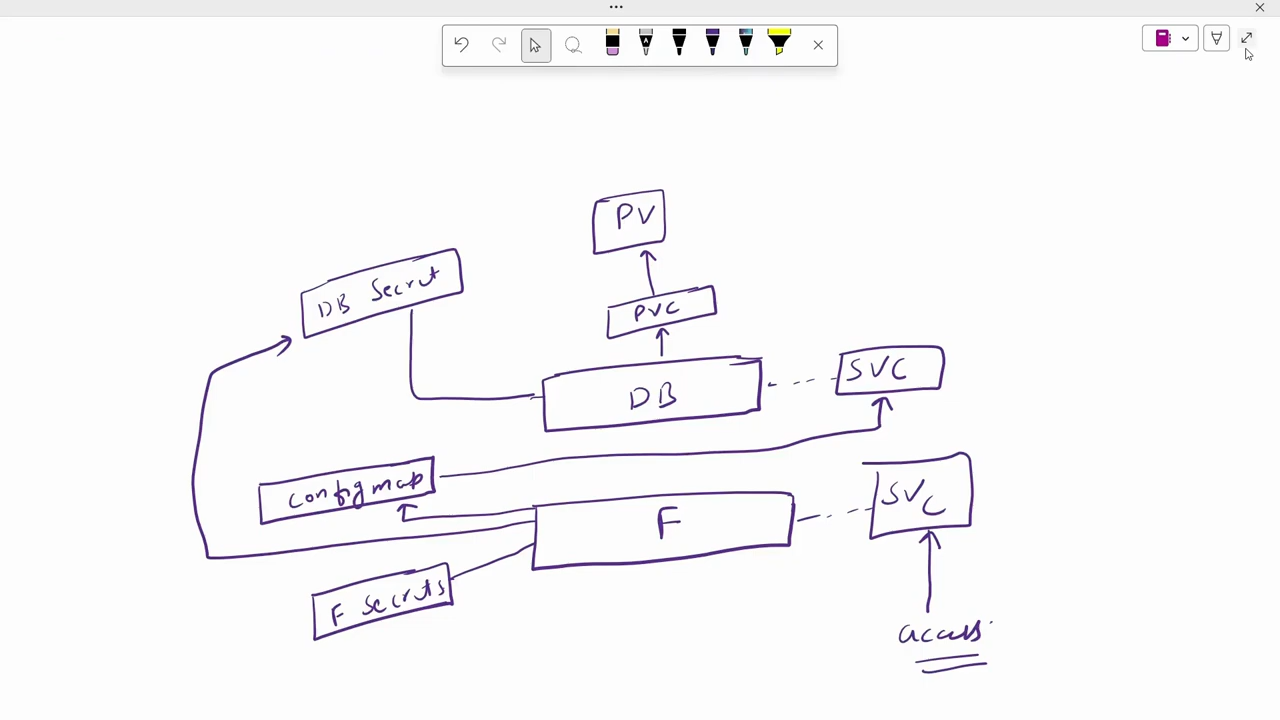 PV
DB Secret
PVC
DB
SVC
configmap
F
SVC
F Secrets
access